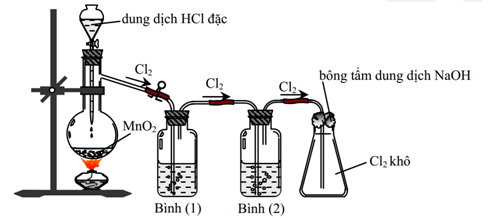 dung dịch HCl đặc
Cl2
Cl2
Cl2
bông tẩm dung dịch NaOH
MnO2
Cl2 khô
Bình (1)
Bình (2)